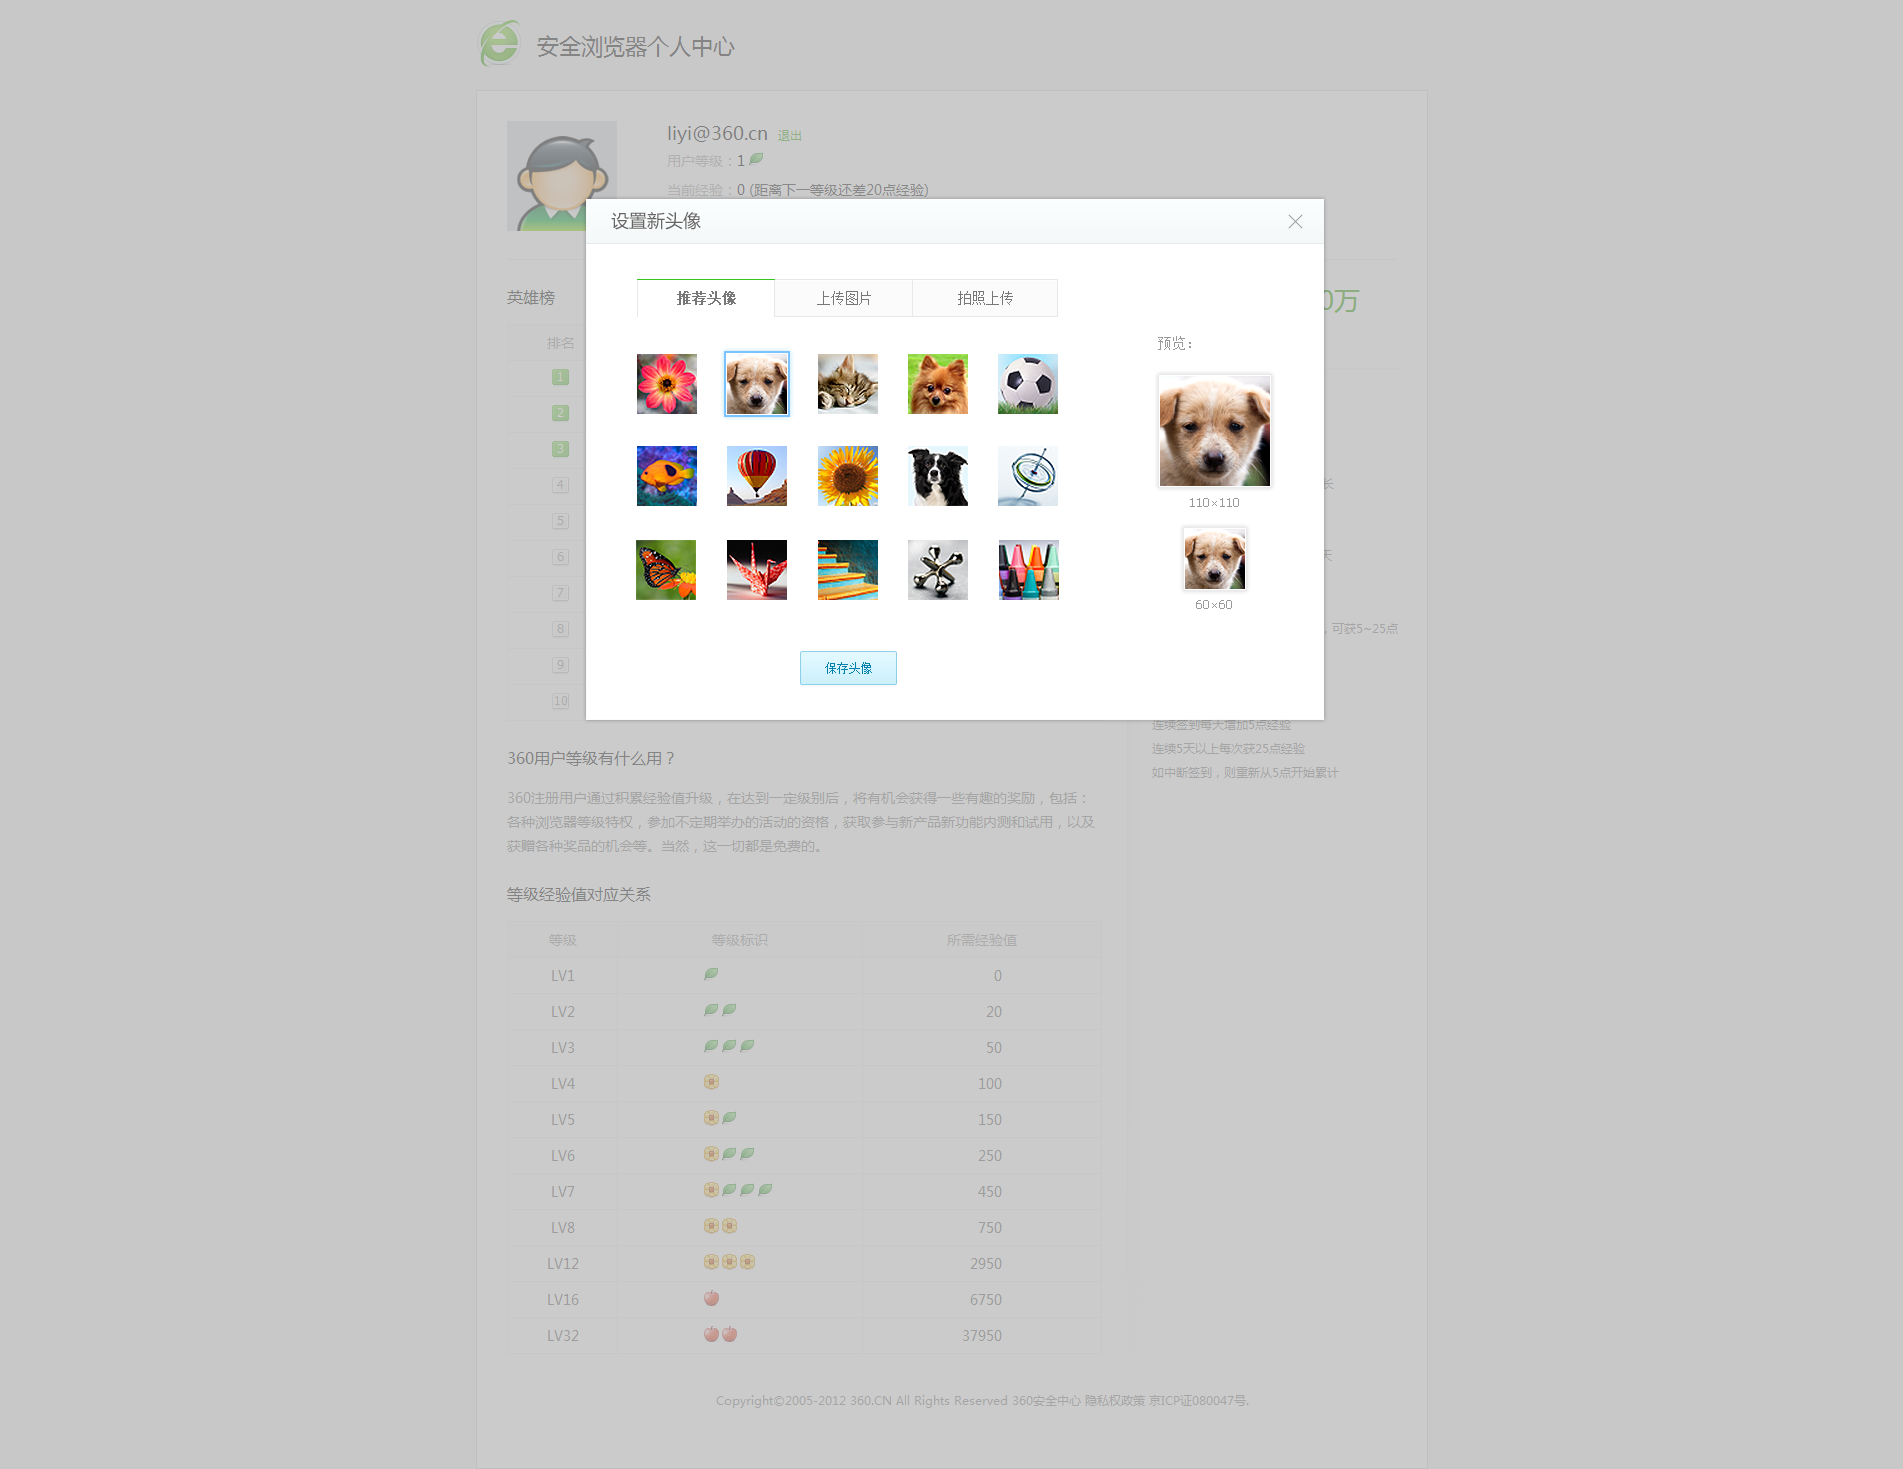 安全浏览器个人中心
liyi@360.cn 退出
用户等级：1
当前经验：0 (距离下一等级还差20点经验)
设置新头像
推荐头像 上传图片 拍照上传
预览：
110×110
60×60
保存头像
英雄榜
0万
排名
1
2
3
4
长
5
6
天
7
8
，可获5~25点
9
10
连续签到每天增加5点经验
连续5天以上每次获25点经验
如中断签到，则重新从5点开始累计
360用户等级有什么用？
360注册用户通过积累经验值升级，在达到一定级别后，将有机会获得一些有趣的奖励，包括：
各种浏览器等级特权，参加不定期举办的活动的资格，获取参与新产品新功能内测和试用，以及
获赠各种奖品的机会等。当然，这一切都是免费的。
等级经验值对应关系
等级 等级标识 所需经验值
LV1 0
LV2 20
LV3 50
LV4 100
LV5 150
LV6 250
LV7 450
LV8 750
LV12 2950
LV16 6750
LV32 37950
Copyright©2005-2012 360.CN All Rights Reserved 360安全中心 隐私权政策 京ICP证080047号.